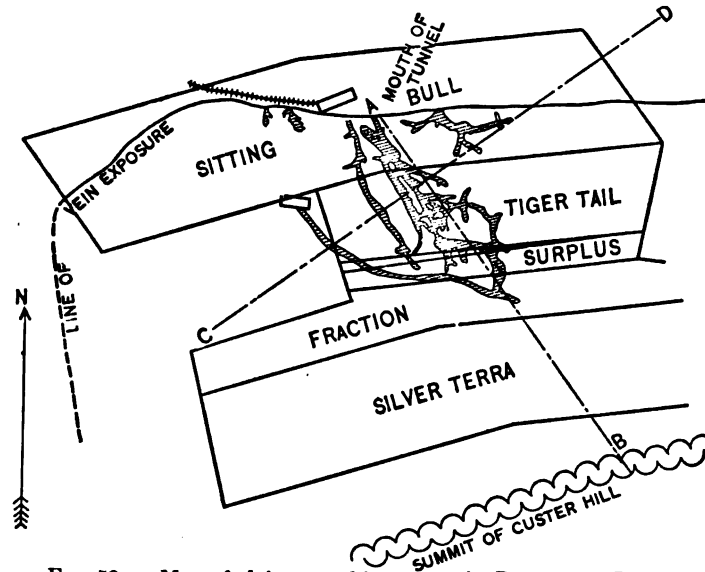 D
MOUTH OF
TUNNEL
A
BULL
SITTING
VEIN EXPOSURE
LINE OF
TIGER TAIL
SURPLUS
N
C
FRACTION
SILVER TERRA
B
SUMMIT OF CUSTER HILL